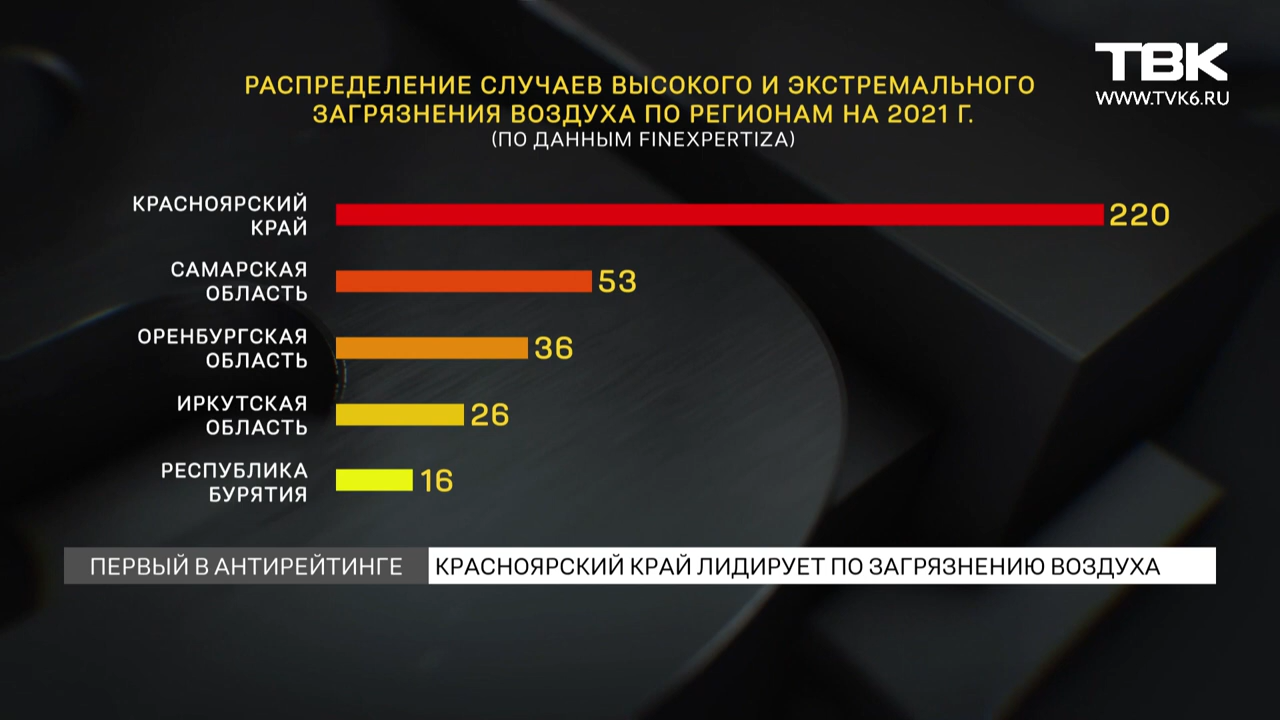 ТВК
WWW.TVK6.RU
РАСПРЕДЕЛЕНИЕ СЛУЧАЕВ ВЫСОКОГО И ЭКСТРЕМАЛЬНОГО
ЗАГРЯЗНЕНИЯ ВОЗДУХА ПО РЕГИОНАМ НА 2021 Г.
(ПО ДАННЫМ FINEXPERTIZA)
КРАСНОЯРСКИЙ
КРАЙ
220
САМАРСКАЯ
ОБЛАСТЬ
53
ОРЕНБУРГСКАЯ
ОБЛАСТЬ
36
ИРКУТСКАЯ
ОБЛАСТЬ
26
РЕСПУБЛИКА
БУРЯТИЯ
16
ПЕРВЫЙ В АНТИРЕЙТИНГЕ
КРАСНОЯРСКИЙ КРАЙ ЛИДИРУЕТ ПО ЗАГРЯЗНЕНИЮ ВОЗДУХА